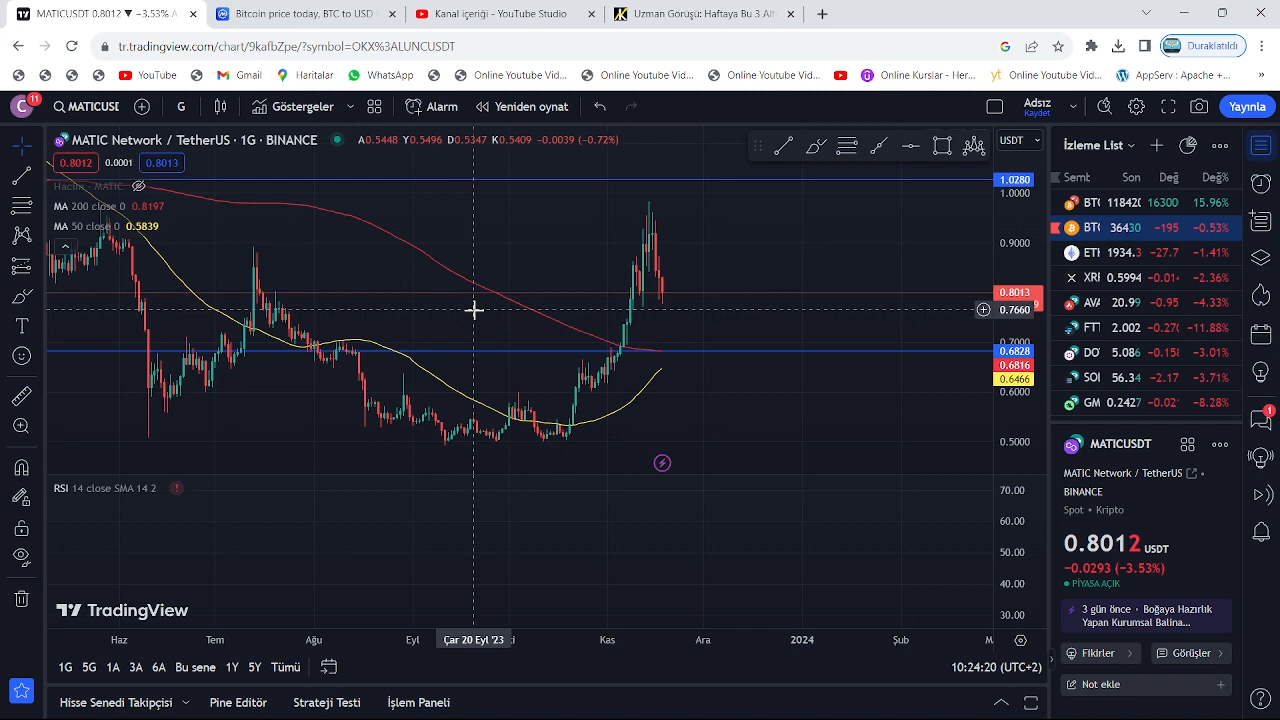 MATICUSDT 0.8012 ▼ −3.53% A
Bitcoin price today, BTC to USD
Kanal içeriği - YouTube Studio
Uzman Görüşü: Haftaya Bu 3 Alt
tr.tradingview.com/chart/9kafbZpe/?symbol=OKX%3ALUNCUSDT
Duraklatıldı
YouTube
Gmail
Haritalar
WhatsApp
Online Youtube Vid...
Online Youtube Vid...
Online Youtube Vid...
Online Kurslar - Her...
yt Online Youtube Vid...
AppServ : Apache +...
C 11
MATICUSD
G
Göstergeler
Alarm
Yeniden oynat
Adsız
Kaydet
Yayınla
MATIC Network / TetherUS · 1G · BINANCE
A0.5448 Y0.5496 D0.5347 K0.5409 −0.0039 (−0.72%)
USDT
0.8012 0.0001 0.8013
Hacim · MATIC
MA 200 close 0 0.8197
MA 50 close 0 0.5839
1.0280
1.0000
0.9000
0.8013
0.7660
0.7000
0.6828
0.6816
0.6466
0.6000
0.5000
RSI 14 close SMA 14 2
70.00
60.00
50.00
40.00
30.00
TradingView
Haz Tem Ağu Eyl Çar 20 Eyl '23 Kas Ara 2024 Şub
1G 5G 1A 3A 6A Bu sene 1Y 5Y Tümü
10:24:20 (UTC+2)
Hisse Senedi Takipçisi Pine Editör Strateji Testi İşlem Paneli
İzleme List
Semb Son Değ Değ%
16300 15.96%
36430 −195 −0.53%
1934.3 −27.7 −1.41%
0.5994 −2.36%
20.99 −0.95 −4.33%
2.002 −11.88%
5.086 −3.01%
56.34 −2.17 −3.71%
0.2427 −8.28%
1
MATICUSDT
MATIC Network / TetherUS
BINANCE
Spot • Kripto
0.8012 USDT
−0.0293 (−3.53%)
PİYASA AÇIK
3 gün önce • Boğaya Hazırlık
Yapan Kurumsal Balina...
Fikirler
Görüşler
Not ekle